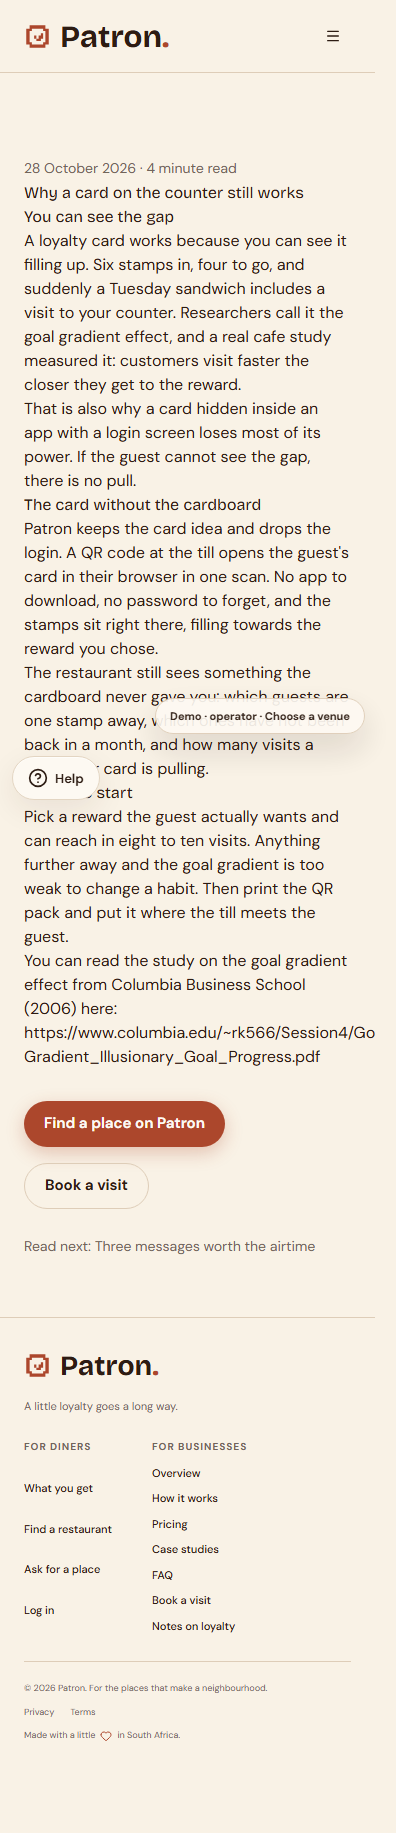 Patron.
28 October 2026 · 4 minute read
Why a card on the counter still works
You can see the gap
A loyalty card works because you can see it
filling up. Six stamps in, four to go, and
suddenly a Tuesday sandwich includes a
visit to your counter. Researchers call it the
goal gradient effect, and a real cafe study
measured it: customers visit faster the
closer they get to the reward.
That is also why a card hidden inside an
app with a login screen loses most of its
power. If the guest cannot see the gap,
there is no pull.
The card without the cardboard
Patron keeps the card idea and drops the
login. A QR code at the till opens the guest's
card in their browser in one scan. No app to
download, no password to forget, and the
stamps sit right there, filling towards the
reward you chose.
The restaurant still sees something the
cardboard never gave you: which guests are
one stamp away, which ones have not been
Demo · operator · Choose a venue
back in a month, and how many visits a
card is pulling.
Help
start
Pick a reward the guest actually wants and
can reach in eight to ten visits. Anything
further away and the goal gradient is too
weak to change a habit. Then print the QR
pack and put it where the till meets the
guest.
You can read the study on the goal gradient
effect from Columbia Business School
(2006) here:
https://www.columbia.edu/~rk566/Session4/Go
Gradient_Illusionary_Goal_Progress.pdf
Find a place on Patron
Book a visit
Read next: Three messages worth the airtime
Patron.
A little loyalty goes a long way.
FOR DINERS
What you get
Find a restaurant
Ask for a place
Log in
FOR BUSINESSES
Overview
How it works
Pricing
Case studies
FAQ
Book a visit
Notes on loyalty
© 2026 Patron. For the places that make a neighbourhood.
Privacy Terms
Made with a little in South Africa.